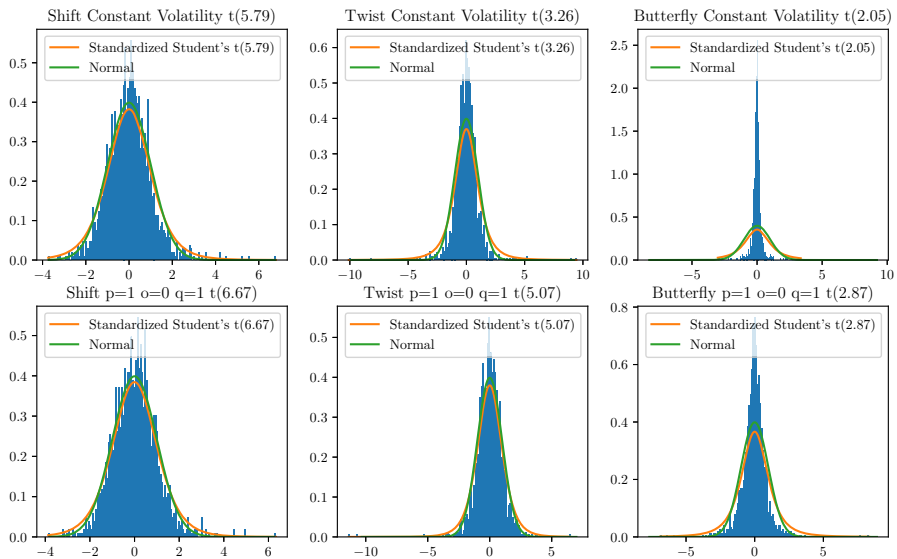 Shift Constant Volatility t(5.79)
Standardized Student's t(5.79)
Normal
0.5
0.4
0.3
0.2
0.1
0.0
−4 −2 0 2 4 6
Twist Constant Volatility t(3.26)
Standardized Student's t(3.26)
Normal
0.6
0.5
0.4
0.3
0.2
0.1
0.0
−10 −5 0 5 10
Butterfly Constant Volatility t(2.05)
Standardized Student's t(2.05)
Normal
2.5
2.0
1.5
1.0
0.5
0.0
−5 0 5 10
Shift p=1 o=0 q=1 t(6.67)
Standardized Student's t(6.67)
Normal
0.5
0.4
0.3
0.2
0.1
0.0
−4 −2 0 2 4 6
Twist p=1 o=0 q=1 t(5.07)
Standardized Student's t(5.07)
Normal
0.5
0.4
0.3
0.2
0.1
0.0
−10 −5 0 5
Butterfly p=1 o=0 q=1 t(2.87)
Standardized Student's t(2.87)
Normal
0.8
0.6
0.4
0.2
0.0
−5 0 5